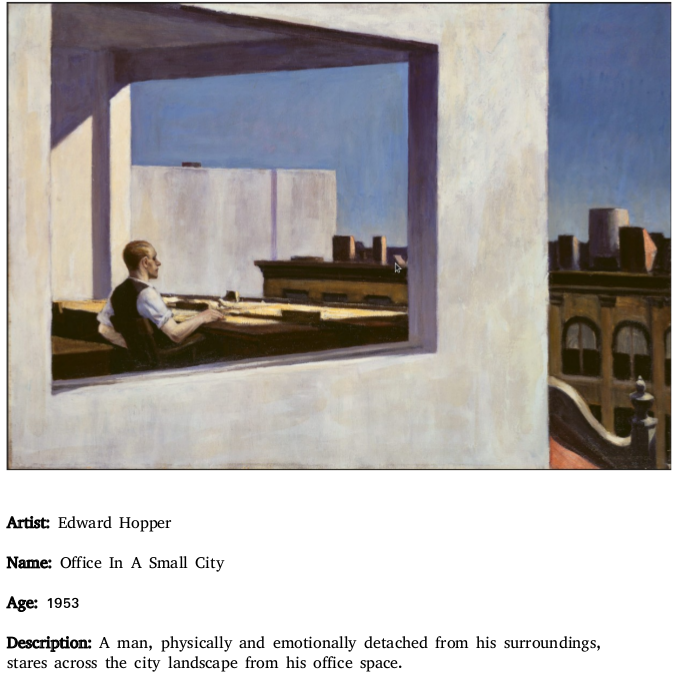 Artist: Edward Hopper
Name: Office In A Small City
Age: 1953
Description: A man, physically and emotionally detached from his surroundings,
stares across the city landscape from his office space.